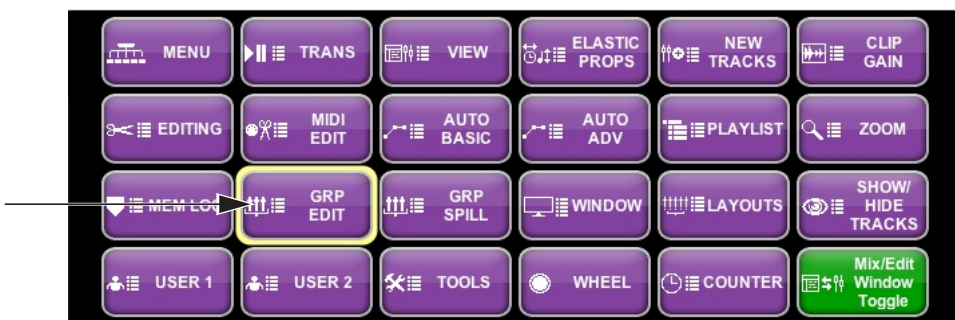 MENU
TRANS
VIEW
ELASTIC
PROPS
NEW
TRACKS
CLIP
GAIN
EDITING
MIDI
EDIT
AUTO
BASIC
AUTO
ADV
PLAYLIST
ZOOM
MEM LOC
GRP
EDIT
GRP
SPILL
WINDOW
LAYOUTS
SHOW/
HIDE
TRACKS
USER 1
USER 2
TOOLS
WHEEL
COUNTER
Mix/Edit
Window
Toggle